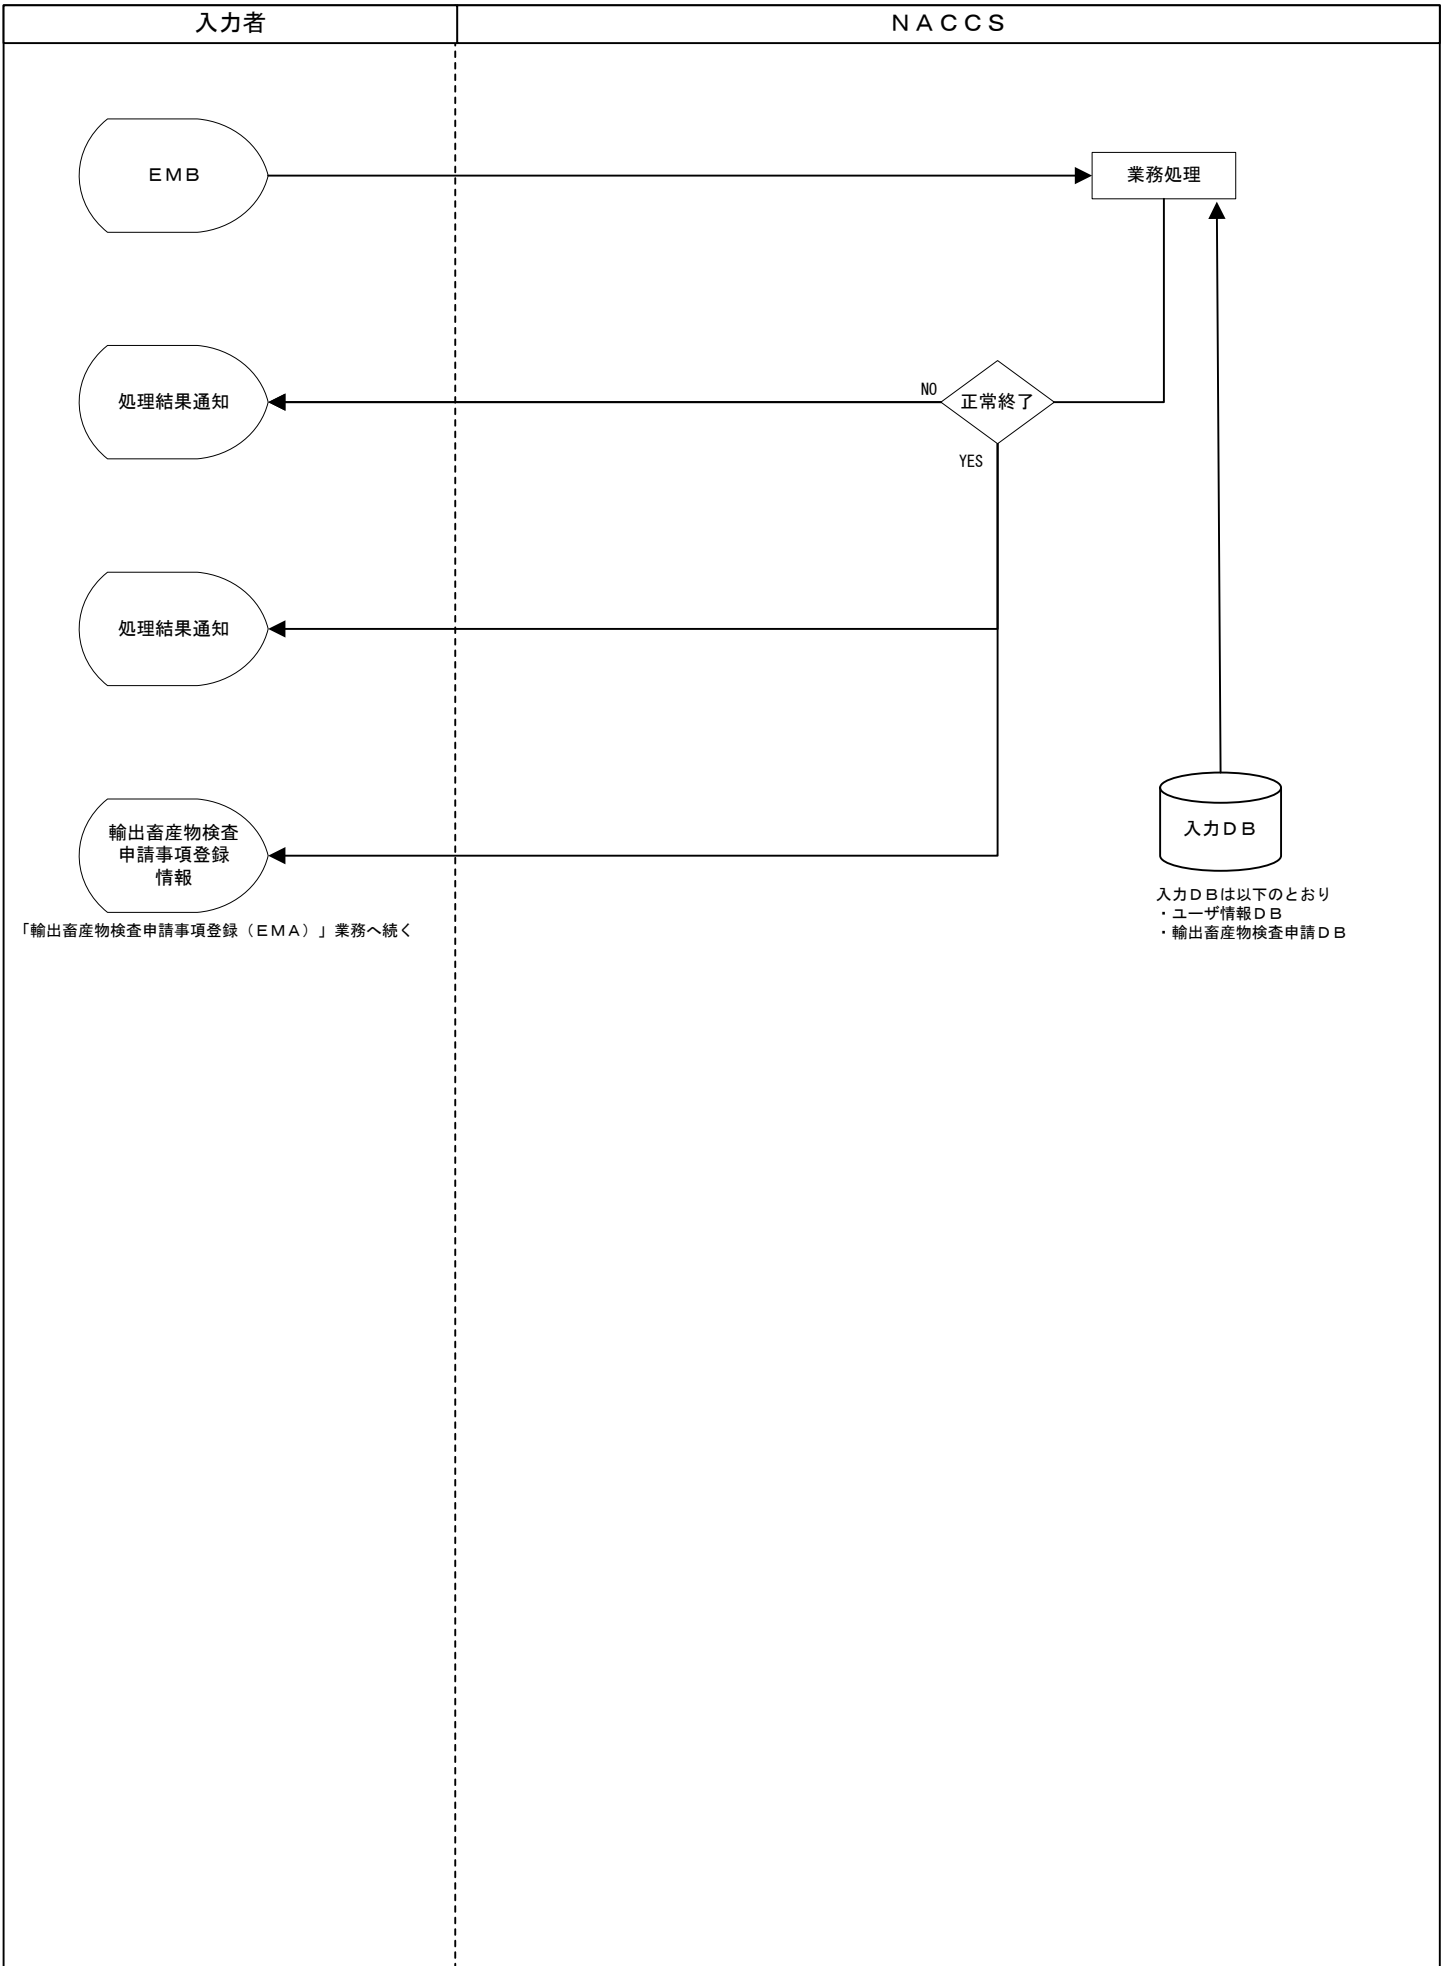 入力者
ＮＡＣＣＳ
ＥＭＢ
業務処理
処理結果通知
NO
正常終了
YES
処理結果通知
輸出畜産物検査
申請事項登録
情報
「輸出畜産物検査申請事項登録（ＥＭＡ）」業務へ続く
入力ＤＢ
入力ＤＢは以下のとおり
・ユーザ情報ＤＢ
・輸出畜産物検査申請ＤＢ